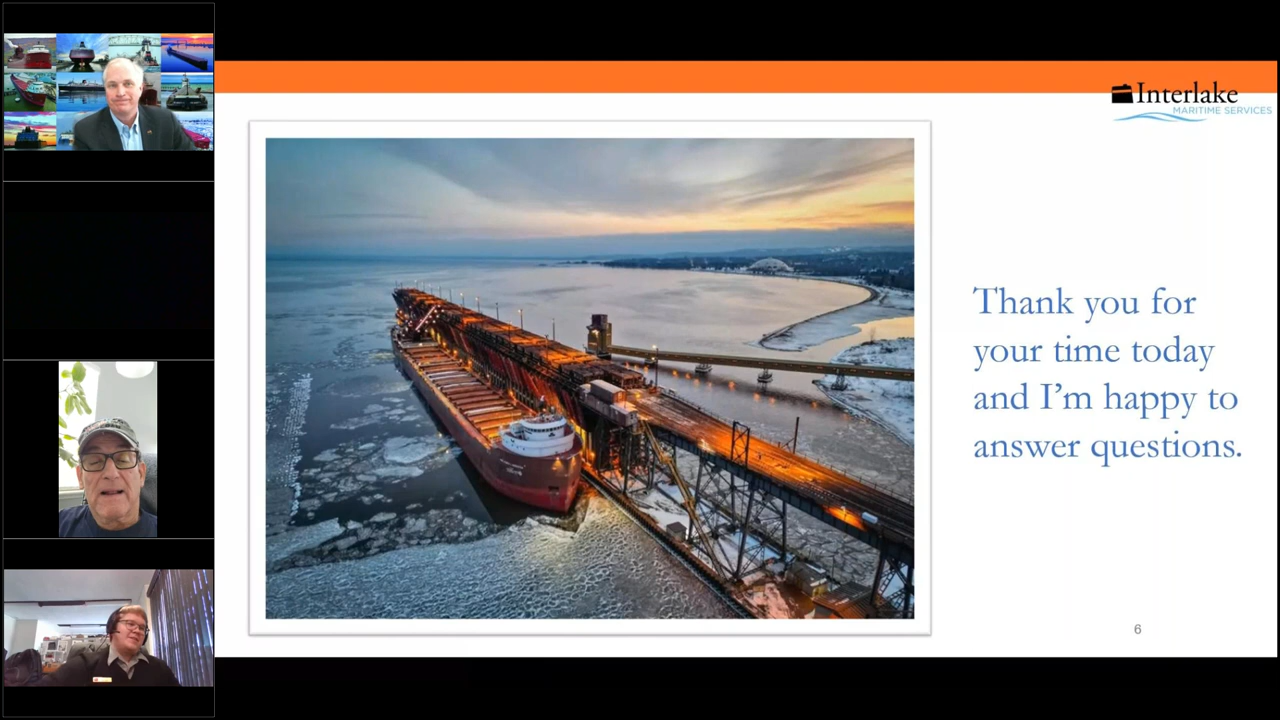 Interlake
MARITIME SERVICES
Thank you for
your time today
and I'm happy to
answer questions.
6